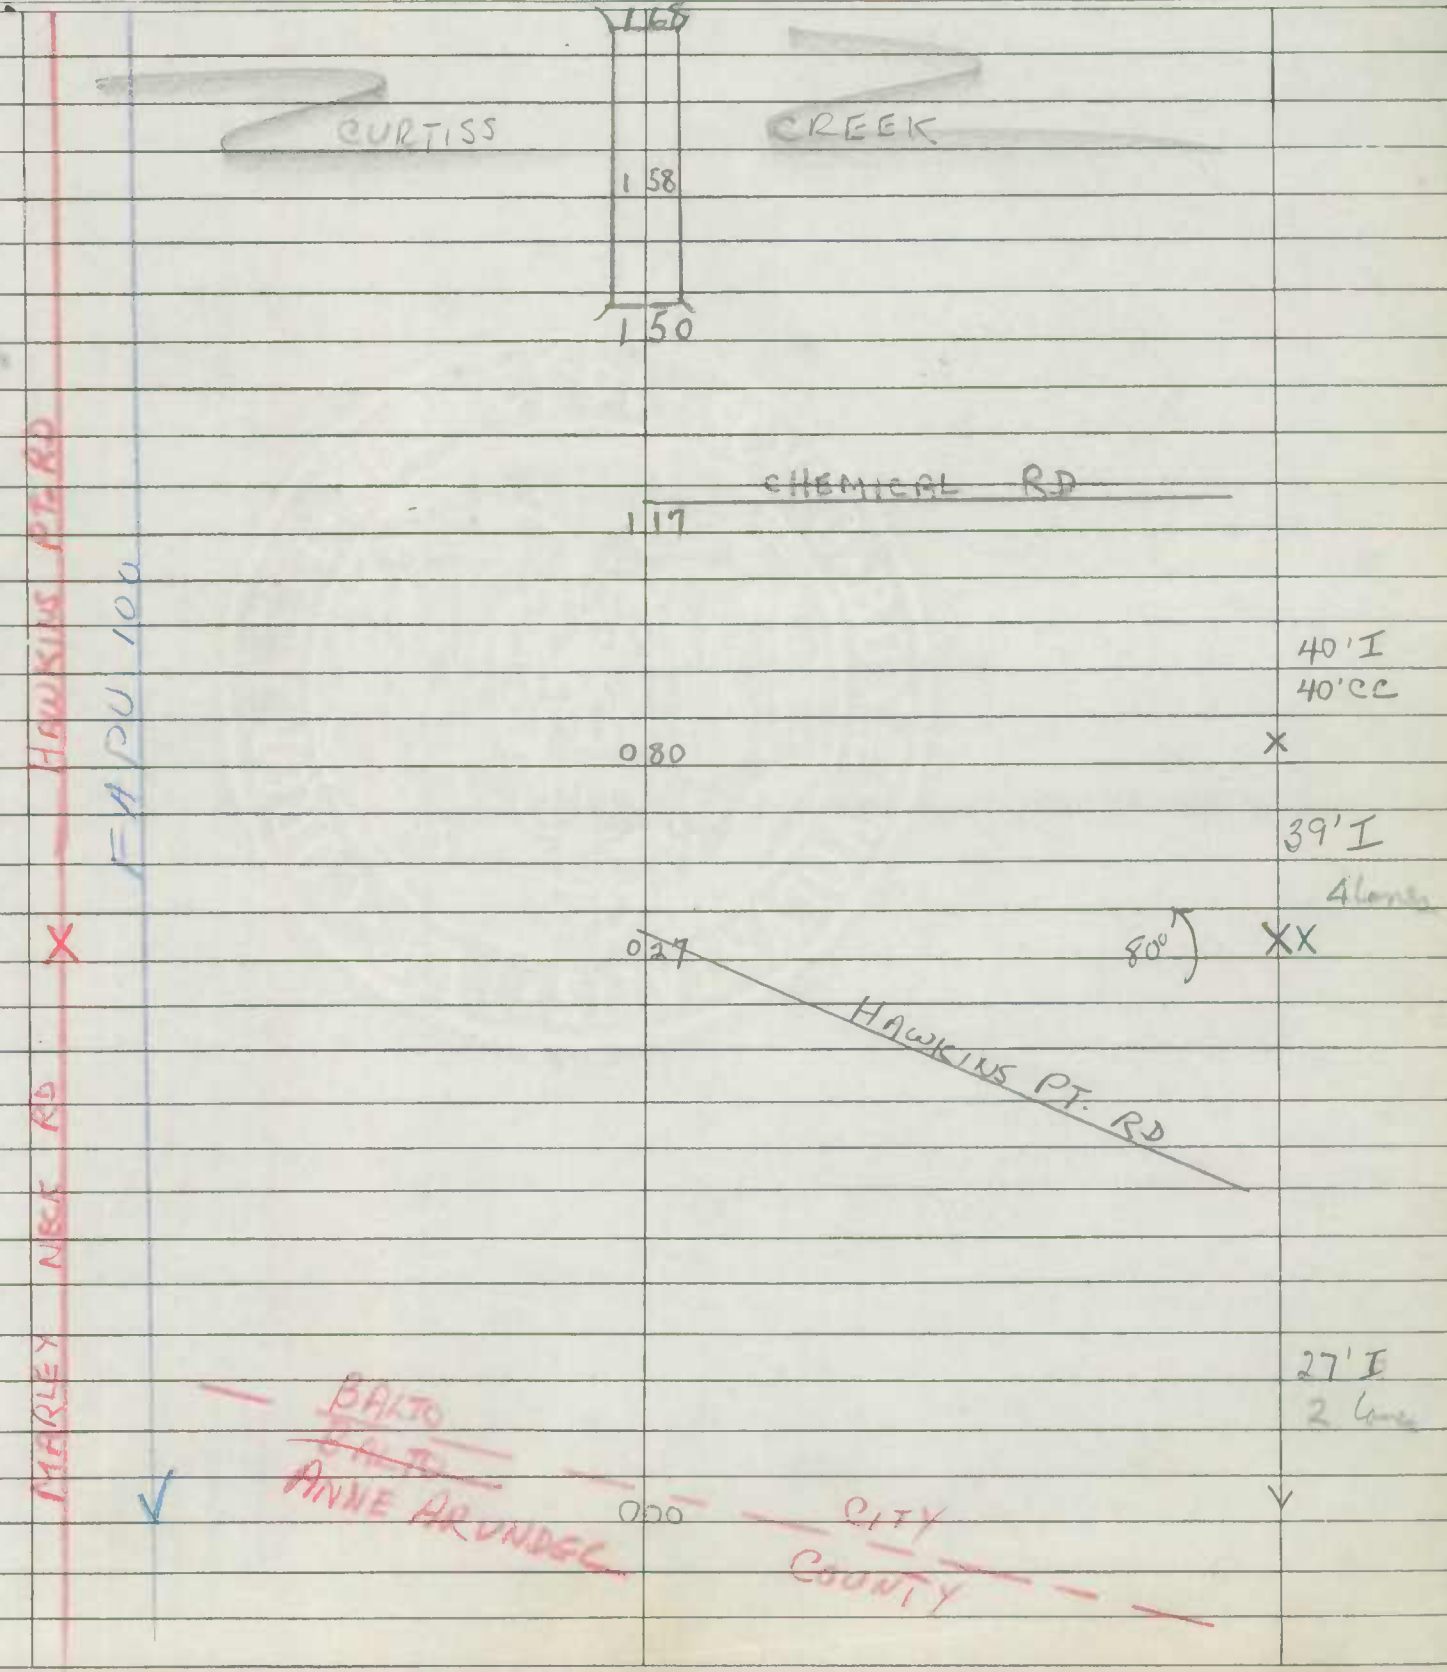 1 68
CURTISS CREEK
1 58
1 50
HAWKINS PT. RD
CHEMICAL RD
1 17
FAPU 100
40' I
40' CC
X
0 80
39' I
4 lanes
X
0 27
80°
XX
HAWKINS PT. RD
MARLEY NECK RD
27' I
2 lanes
BALTO CITY
BALTO
ANNE ARUNDEL COUNTY
000